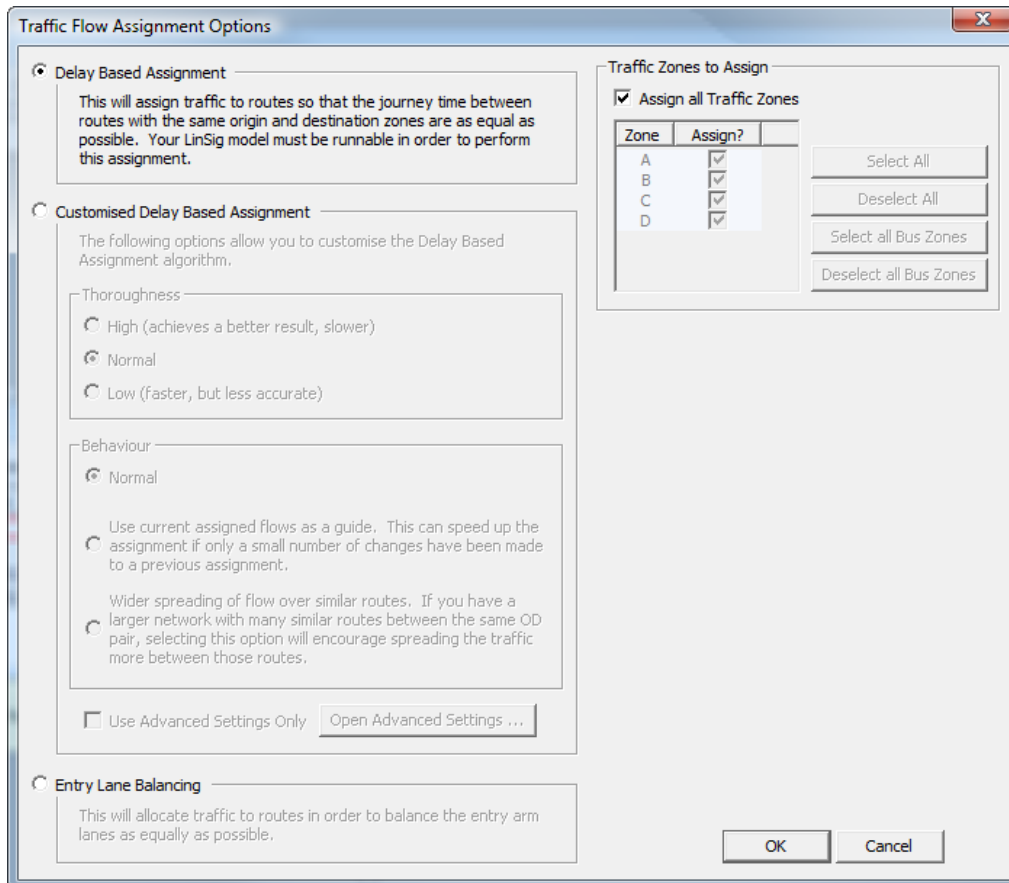 Traffic Flow Assignment Options
Delay Based Assignment
This will assign traffic to routes so that the journey time between
routes with the same origin and destination zones are as equal as
possible. Your LinSig model must be runnable in order to perform
this assignment.
Customised Delay Based Assignment
The following options allow you to customise the Delay Based
Assignment algorithm.
Thoroughness
High (achieves a better result, slower)
Normal
Low (faster, but less accurate)
Behaviour
Normal
Use current assigned flows as a guide. This can speed up the
assignment if only a small number of changes have been made
to a previous assignment.
Wider spreading of flow over similar routes. If you have a
larger network with many similar routes between the same OD
pair, selecting this option will encourage spreading the traffic
more between those routes.
Use Advanced Settings Only Open Advanced Settings ...
Entry Lane Balancing
This will allocate traffic to routes in order to balance the entry arm
lanes as equally as possible.
Traffic Zones to Assign
Assign all Traffic Zones
Zone Assign?
A
B
C
D
Select All
Deselect All
Select all Bus Zones
Deselect all Bus Zones
OK Cancel